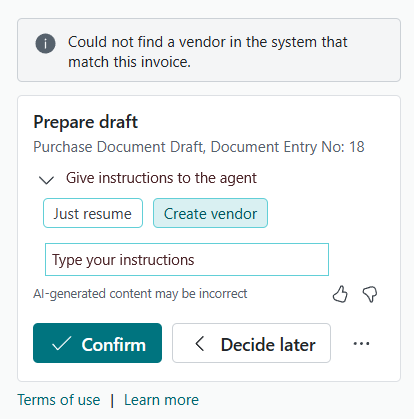 Could not find a vendor in the system that
match this invoice.
Prepare draft
Purchase Document Draft, Document Entry No: 18
Give instructions to the agent
Just resume
Create vendor
Type your instructions
AI-generated content may be incorrect
Confirm
Decide later
Terms of use | Learn more